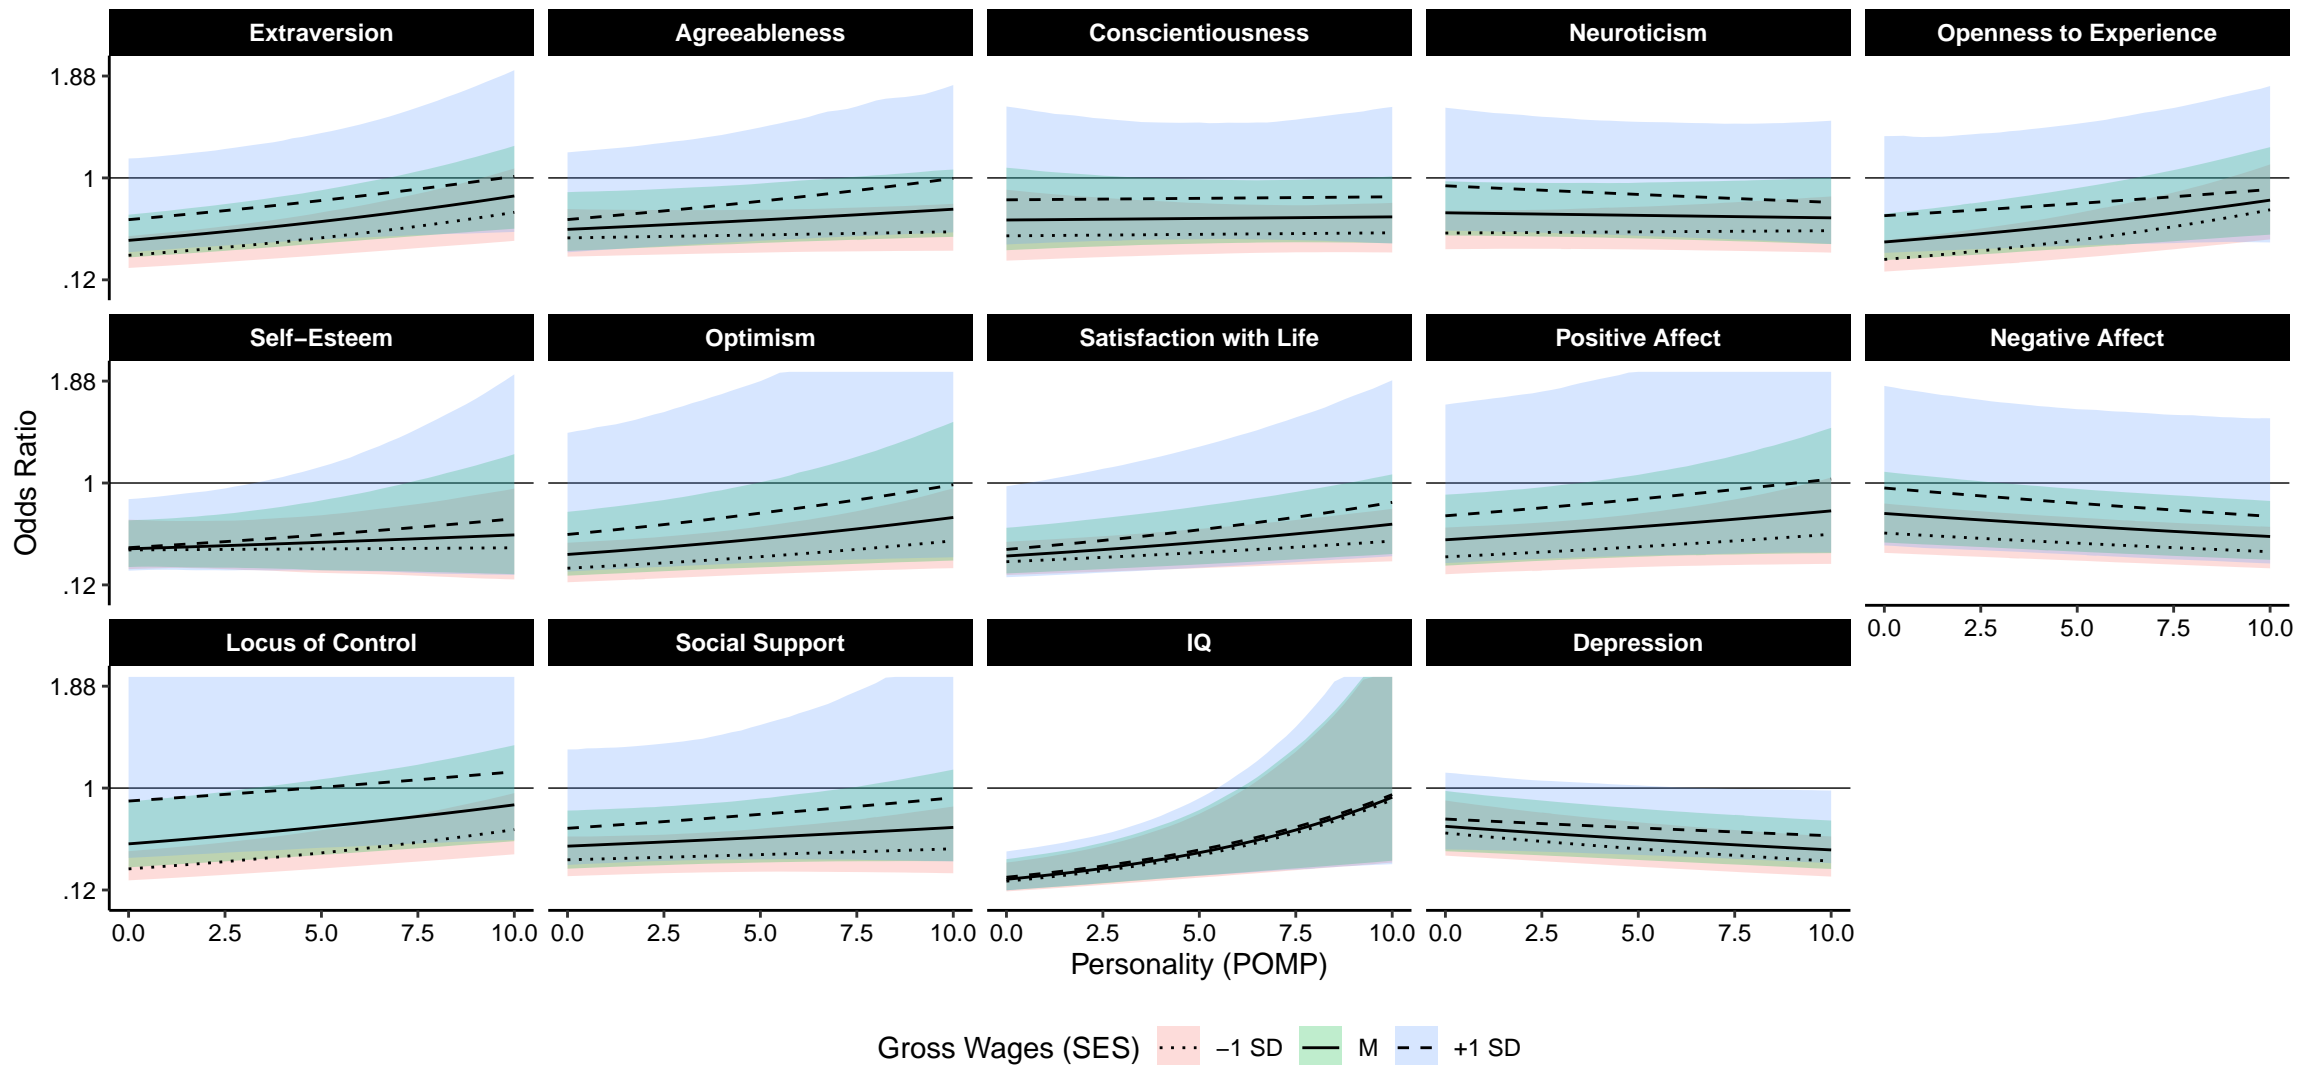 Extraversion Agreeableness Conscientiousness Neuroticism Openness to Experience
1.88
1
.12
Self−Esteem Optimism Satisfaction with Life Positive Affect Negative Affect
1.88
1
.12
0.0 2.5 5.0 7.5 10.0
Locus of Control Social Support IQ Depression
1.88
1
.12
0.0 2.5 5.0 7.5 10.0 0.0 2.5 5.0 7.5 10.0 0.0 2.5 5.0 7.5 10.0 0.0 2.5 5.0 7.5 10.0
Odds Ratio
Personality (POMP)
Gross Wages (SES) −1 SD M +1 SD